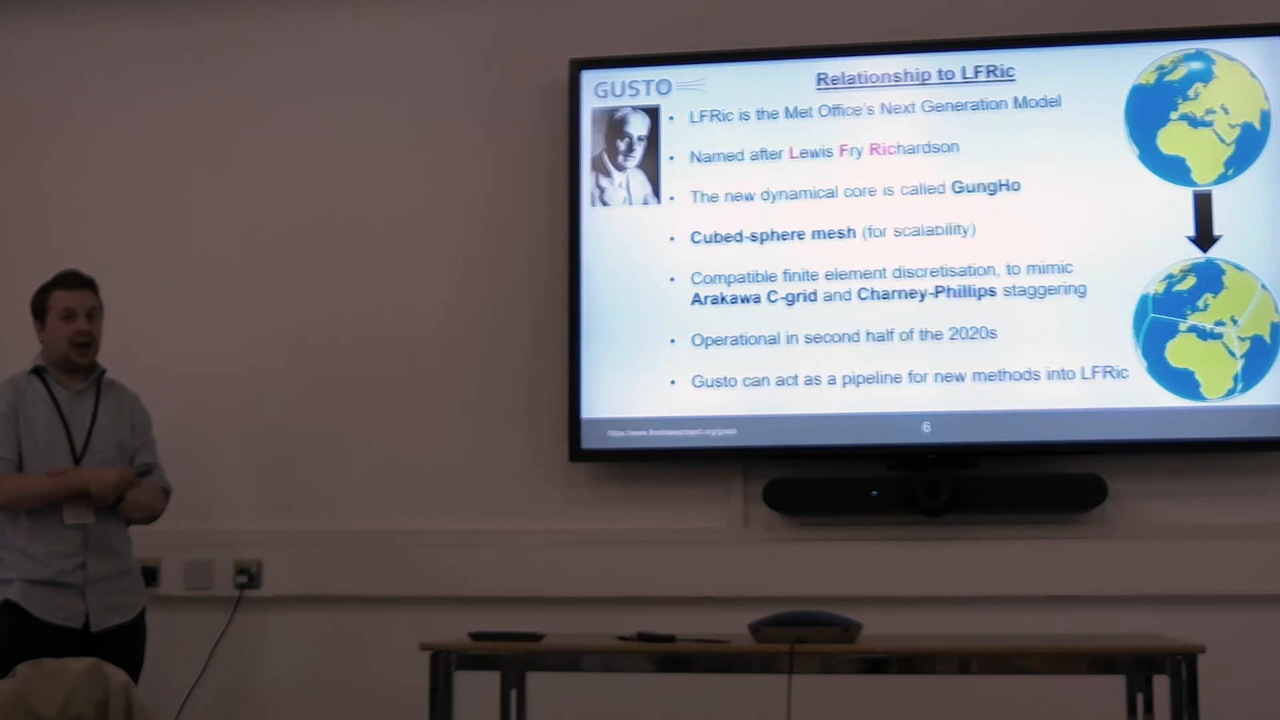 GUSTO
Relationship to LFRic
• LFRic is the Met Office's Next Generation Model
• Named after Lewis Fry Richardson
• The new dynamical core is called GungHo
• Cubed-sphere mesh (for scalability)
• Compatible finite element discretisation, to mimic
Arakawa C-grid and Charney-Phillips staggering
• Operational in second half of the 2020s
• Gusto can act as a pipeline for new methods into LFRic
6